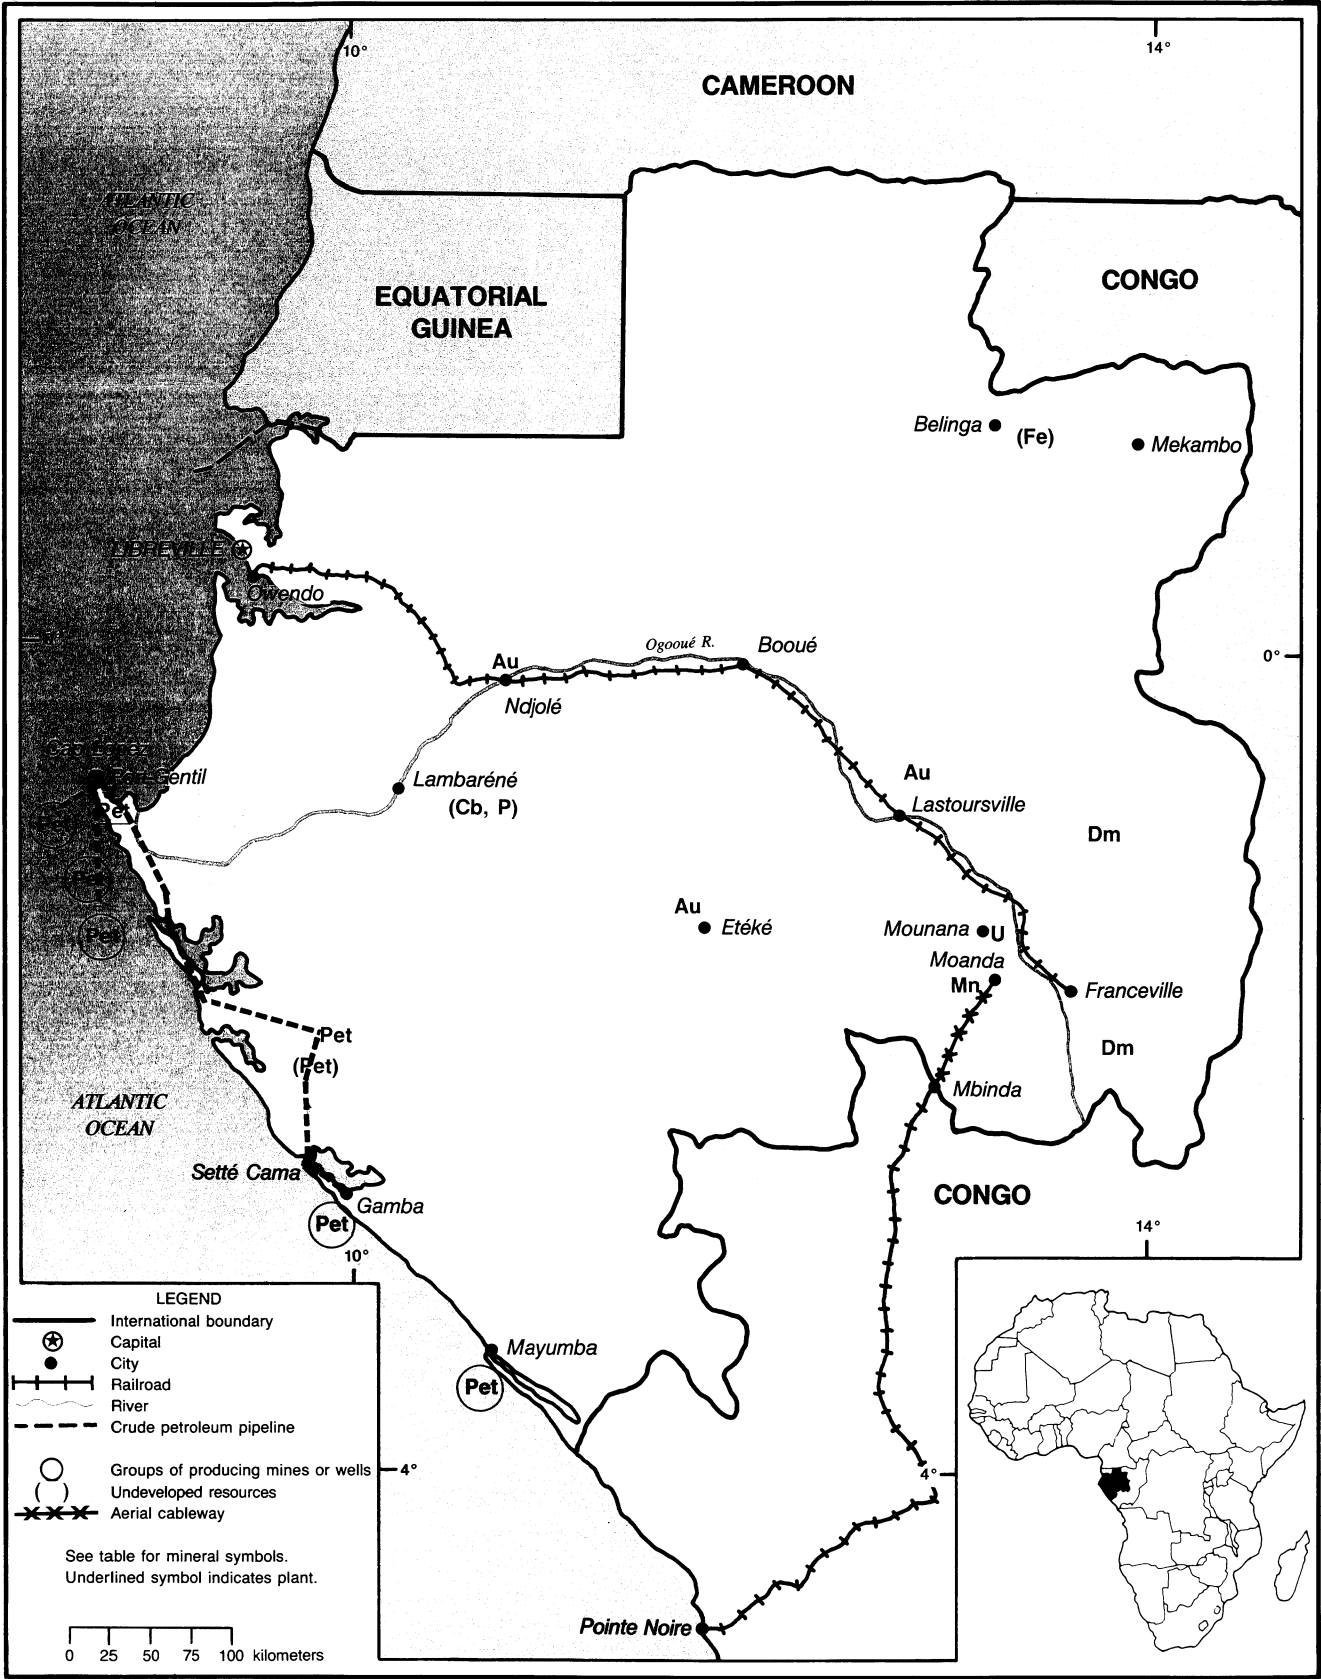 10°
14°
CAMEROON
ATLANTIC
OCEAN
CONGO
EQUATORIAL
GUINEA
Belinga
(Fe)
Mekambo
LIBREVILLE
Owendo
Ogooué R.
Booué
0°
Au
Ndjolé
Cap Lopez
Port-Gentil
Lambaréné
(Cb, P)
Pet
Au
Lastoursville
Dm
Pet
Au
Etéké
Mounana
U
Pet
Moanda
Mn
Franceville
Pet
(Pet)
Dm
Mbinda
ATLANTIC
OCEAN
Setté Cama
Gamba
Pet
CONGO
14°
10°
LEGEND
International boundary
Capital
City
Railroad
River
Crude petroleum pipeline
Groups of producing mines or wells
Undeveloped resources
Aerial cableway
See table for mineral symbols.
Underlined symbol indicates plant.
0 25 50 75 100 kilometers
Mayumba
Pet
4°
4°
Pointe Noire